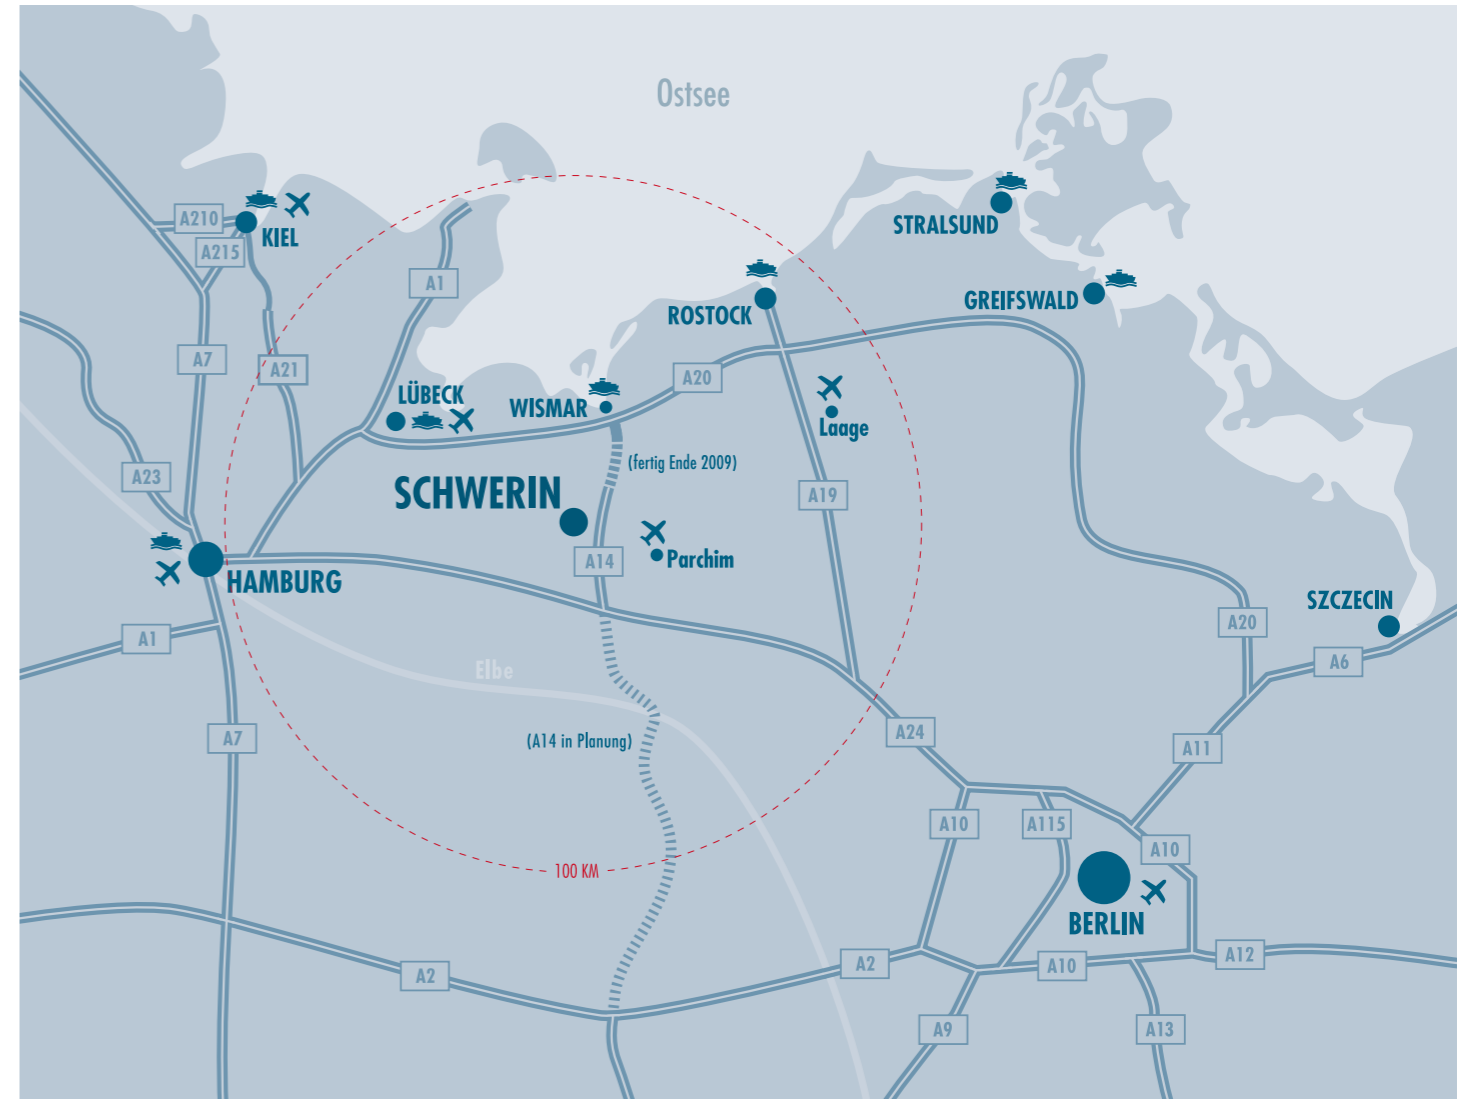 Ostsee
A210
KIEL
STRALSUND
A215
A1
GREIFSWALD
ROSTOCK
A7
A21
A20
LÜBECK
WISMAR
Laage
(fertig Ende 2009)
A23
SCHWERIN
A19
A14
Parchim
HAMBURG
SZCZECIN
A20
A1
A6
Elbe
A24
A7
(A14 in Planung)
A11
A10
A115
A10
100 KM
BERLIN
A12
A2
A10
A2
A9
A13